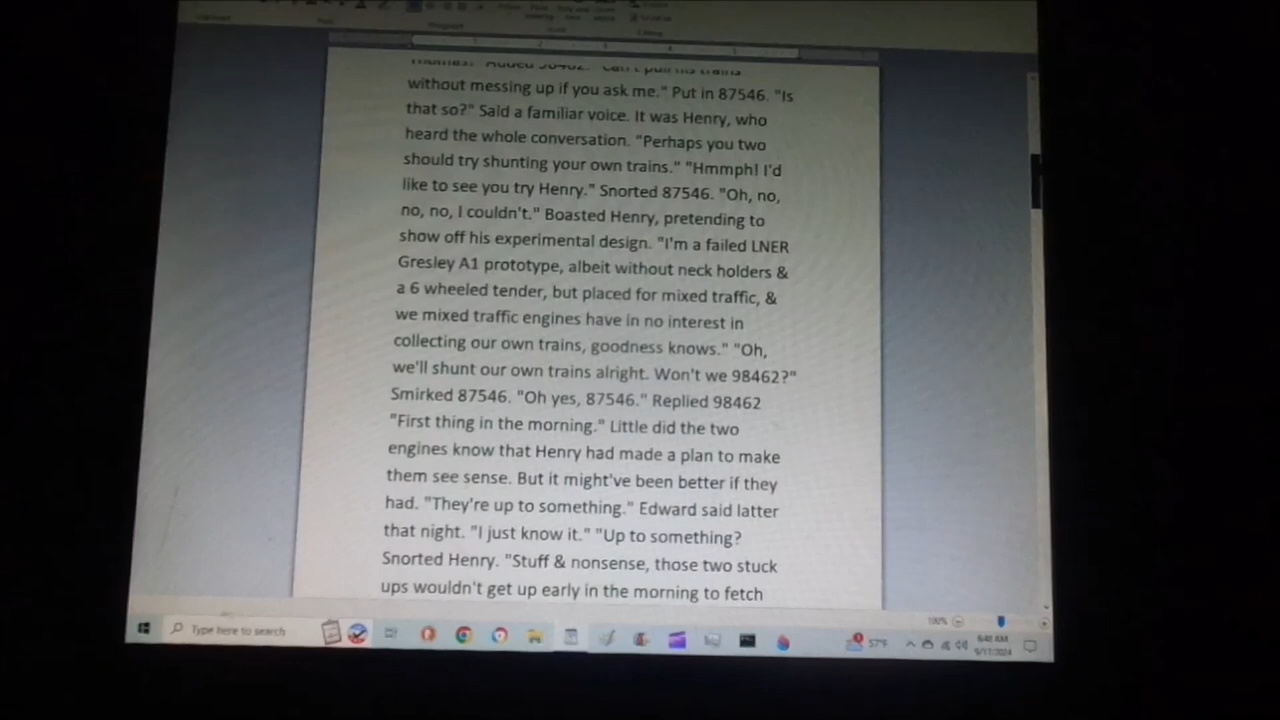 without messing up if you ask me." Put in 87546. "Is
that so?" Said a familiar voice. It was Henry, who
heard the whole conversation. "Perhaps you two
should try shunting your own trains." "Hmmph! I'd
like to see you try Henry." Snorted 87546. "Oh, no,
no, no, I couldn't." Boasted Henry, pretending to
show off his experimental design. "I'm a failed LNER
Gresley A1 prototype, albeit without neck holders &
a 6 wheeled tender, but placed for mixed traffic, &
we mixed traffic engines have in no interest in
collecting our own trains, goodness knows." "Oh,
we'll shunt our own trains alright. Won't we 98462?"
Smirked 87546. "Oh yes, 87546." Replied 98462
"First thing in the morning." Little did the two
engines know that Henry had made a plan to make
them see sense. But it might've been better if they
had. "They're up to something." Edward said latter
that night. "I just know it." "Up to something?
Snorted Henry. "Stuff & nonsense, those two stuck
ups wouldn't get up early in the morning to fetch
100%
Type here to search
57°F
6:48 AM
9/17/2024